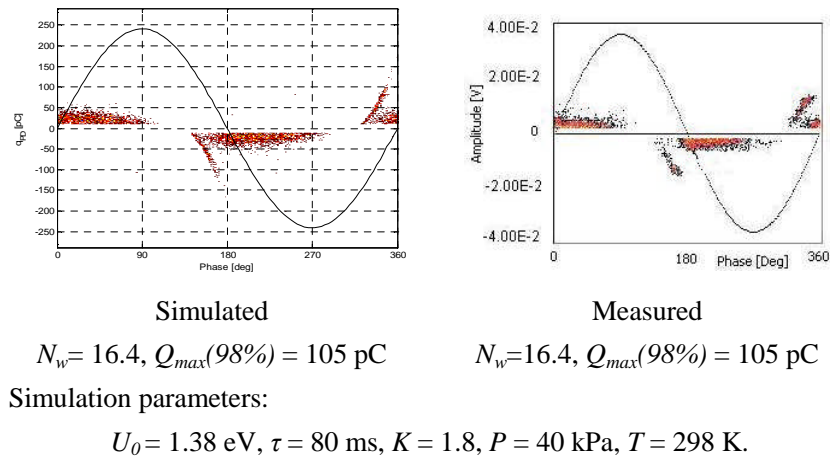 250
200
150
100
50
0
-50
-100
-150
-200
-250
q_PD [pC]
0 90 180 270 360
Phase [deg]
4.00E-2
2.00E-2
0
-2.00E-2
-4.00E-2
Amplitude [V]
0 180 Phase [Deg] 360
Simulated
N_w= 16.4, Q_max(98%) = 105 pC
Measured
N_w=16.4, Q_max(98%) = 105 pC
Simulation parameters:
U_0 = 1.38 eV, τ = 80 ms, K = 1.8, P = 40 kPa, T = 298 K.